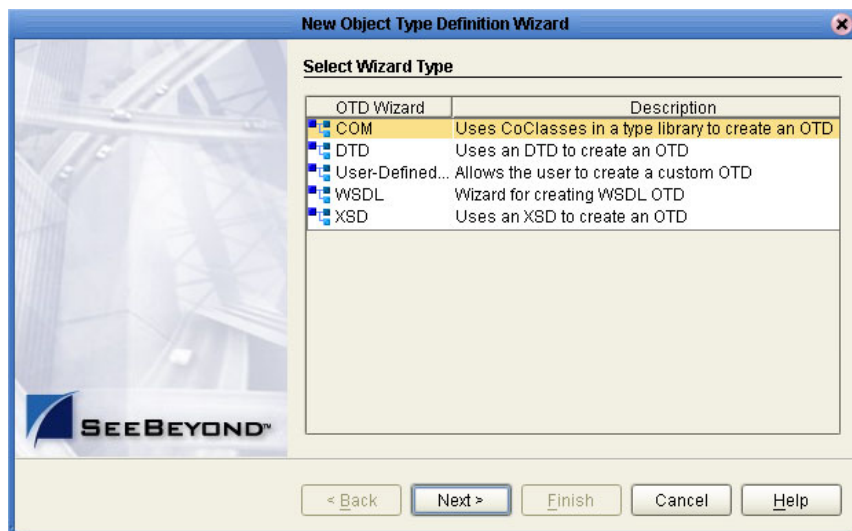 New Object Type Definition Wizard
Select Wizard Type
OTD Wizard Description
COM Uses CoClasses in a type library to create an OTD
DTD Uses an DTD to create an OTD
User-Defined... Allows the user to create a custom OTD
WSDL Wizard for creating WSDL OTD
XSD Uses an XSD to create an OTD
SEEBEYOND™
< Back Next > Finish Cancel Help